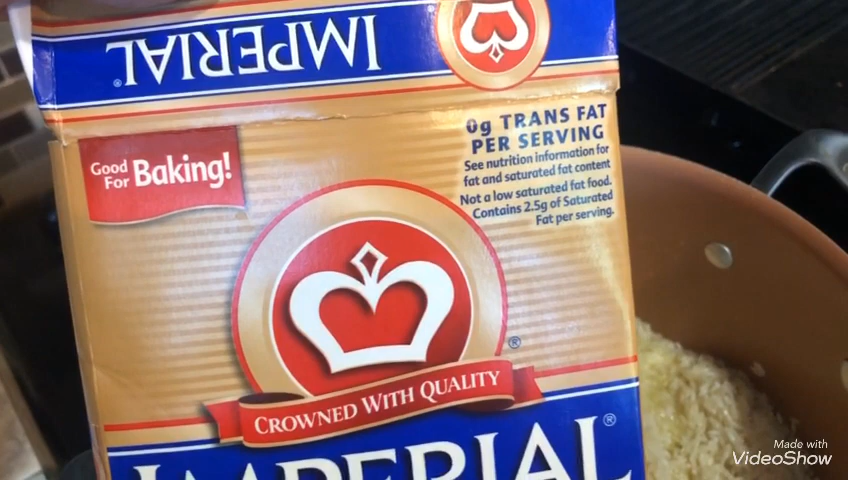 IMPERIAL®
Good
For Baking!
0g TRANS FAT
PER SERVING
See nutrition information for
fat and saturated fat content
Not a low saturated fat food.
Contains 2.5g of Saturated
Fat per serving.
®
CROWNED WITH QUALITY
IMPERIAL®
Made with
VideoShow